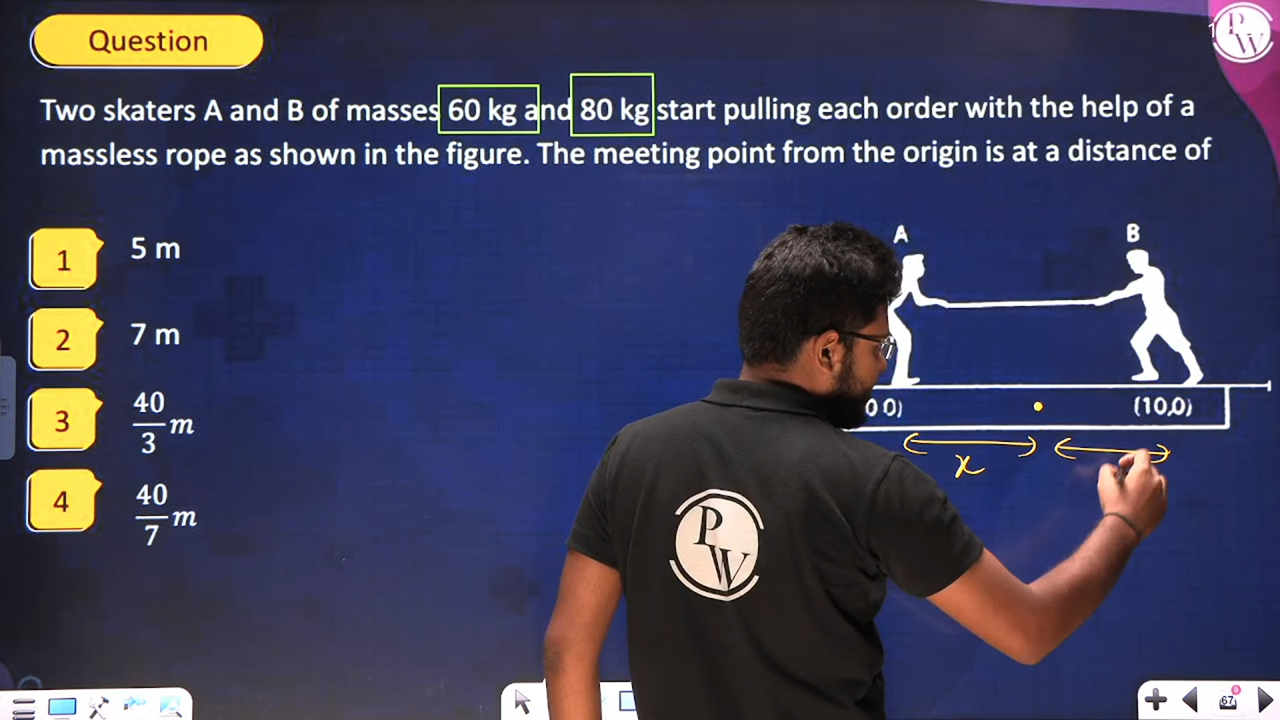 Question
PW
Two skaters A and B of masses 60 kg and 80 kg start pulling each order with the help of a
massless rope as shown in the figure. The meeting point from the origin is at a distance of
1 5 m
2 7 m
3 40/3 m
4 40/7 m
A B
0 0) (10,0)
x
PW
67